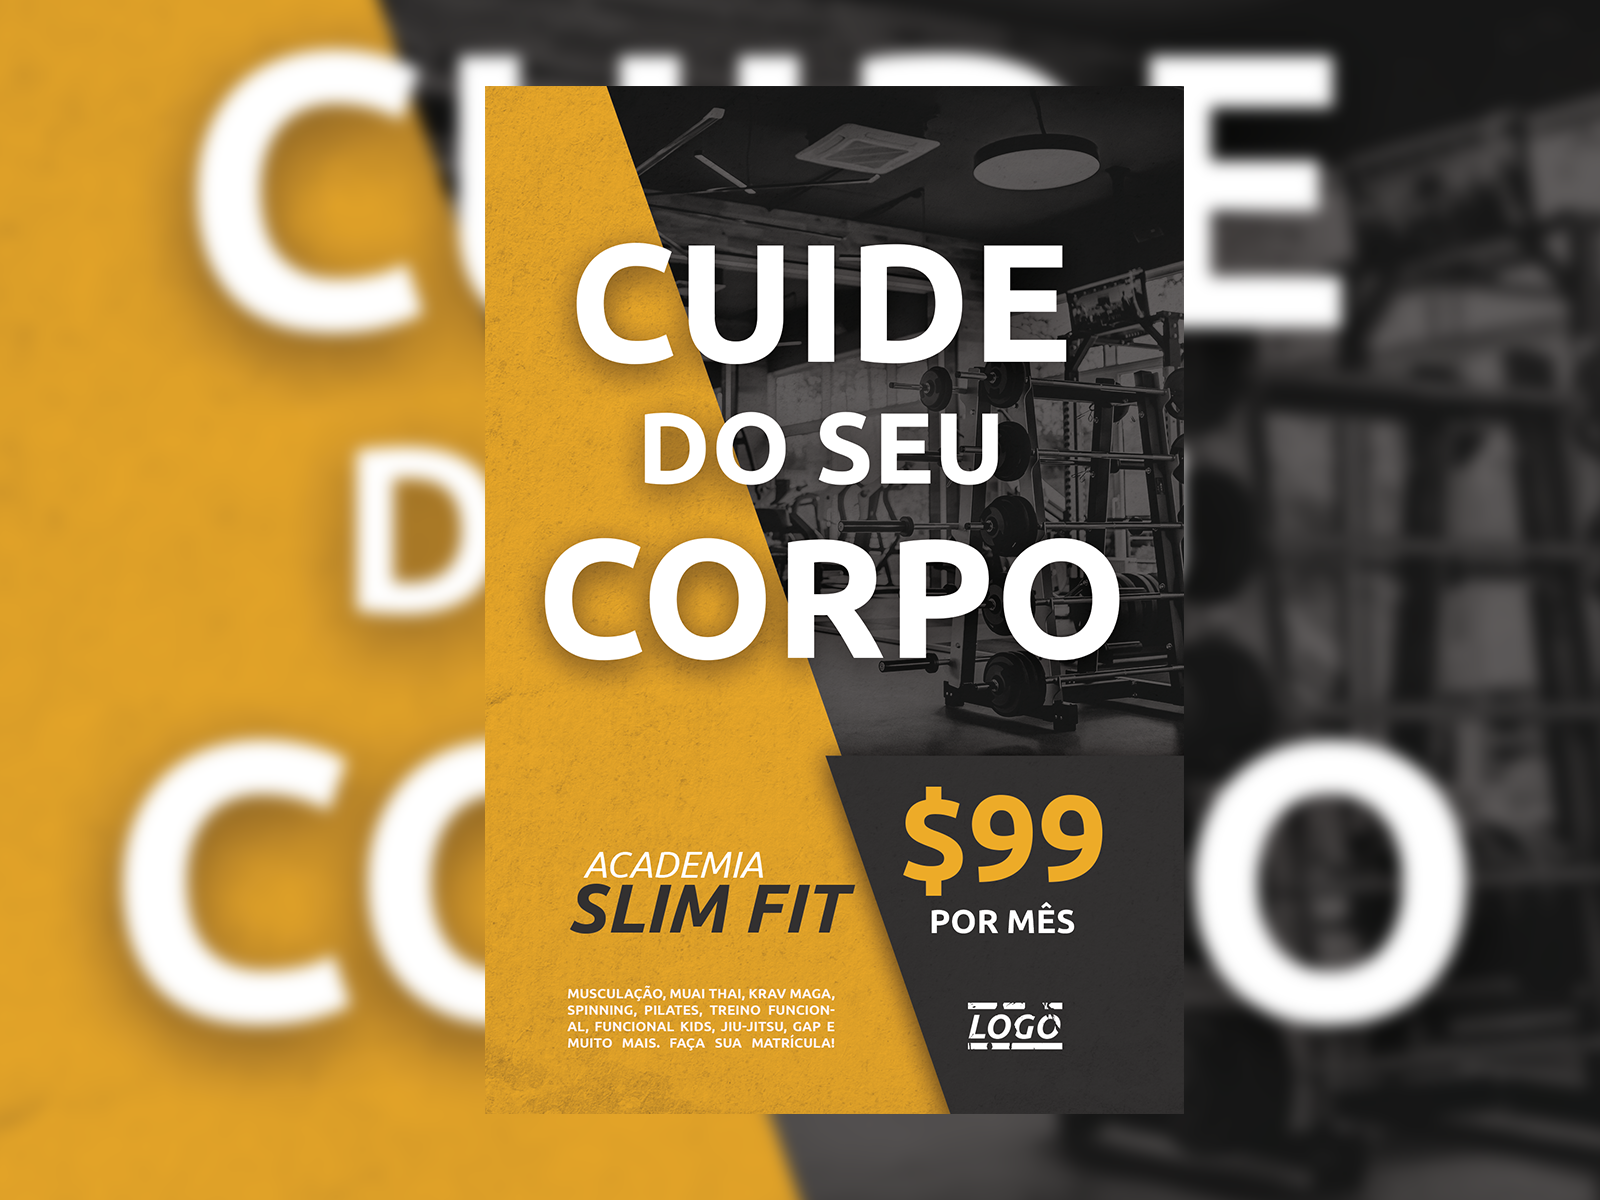 CUIDE
DO SEU
CORPO
$99
POR MÊS
ACADEMIA
SLIM FIT
MUSCULAÇÃO, MUAI THAI, KRAV MAGA,
SPINNING, PILATES, TREINO FUNCION-
AL, FUNCIONAL KIDS, JIU-JITSU, GAP E
MUITO MAIS. FAÇA SUA MATRÍCULA!
LOGO